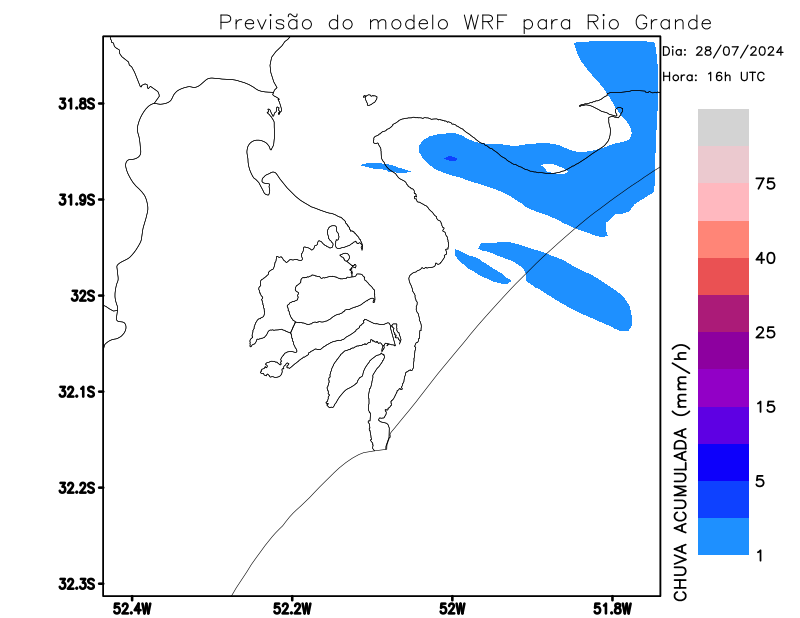 Previsão do modelo WRF para Rio Grande
Dia: 28/07/2024
Hora: 16h UTC
31.8S
31.9S
32S
32.1S
32.2S
32.3S
52.4W
52.2W
52W
51.8W
75
40
25
15
5
1
CHUVA ACUMULADA (mm/h)